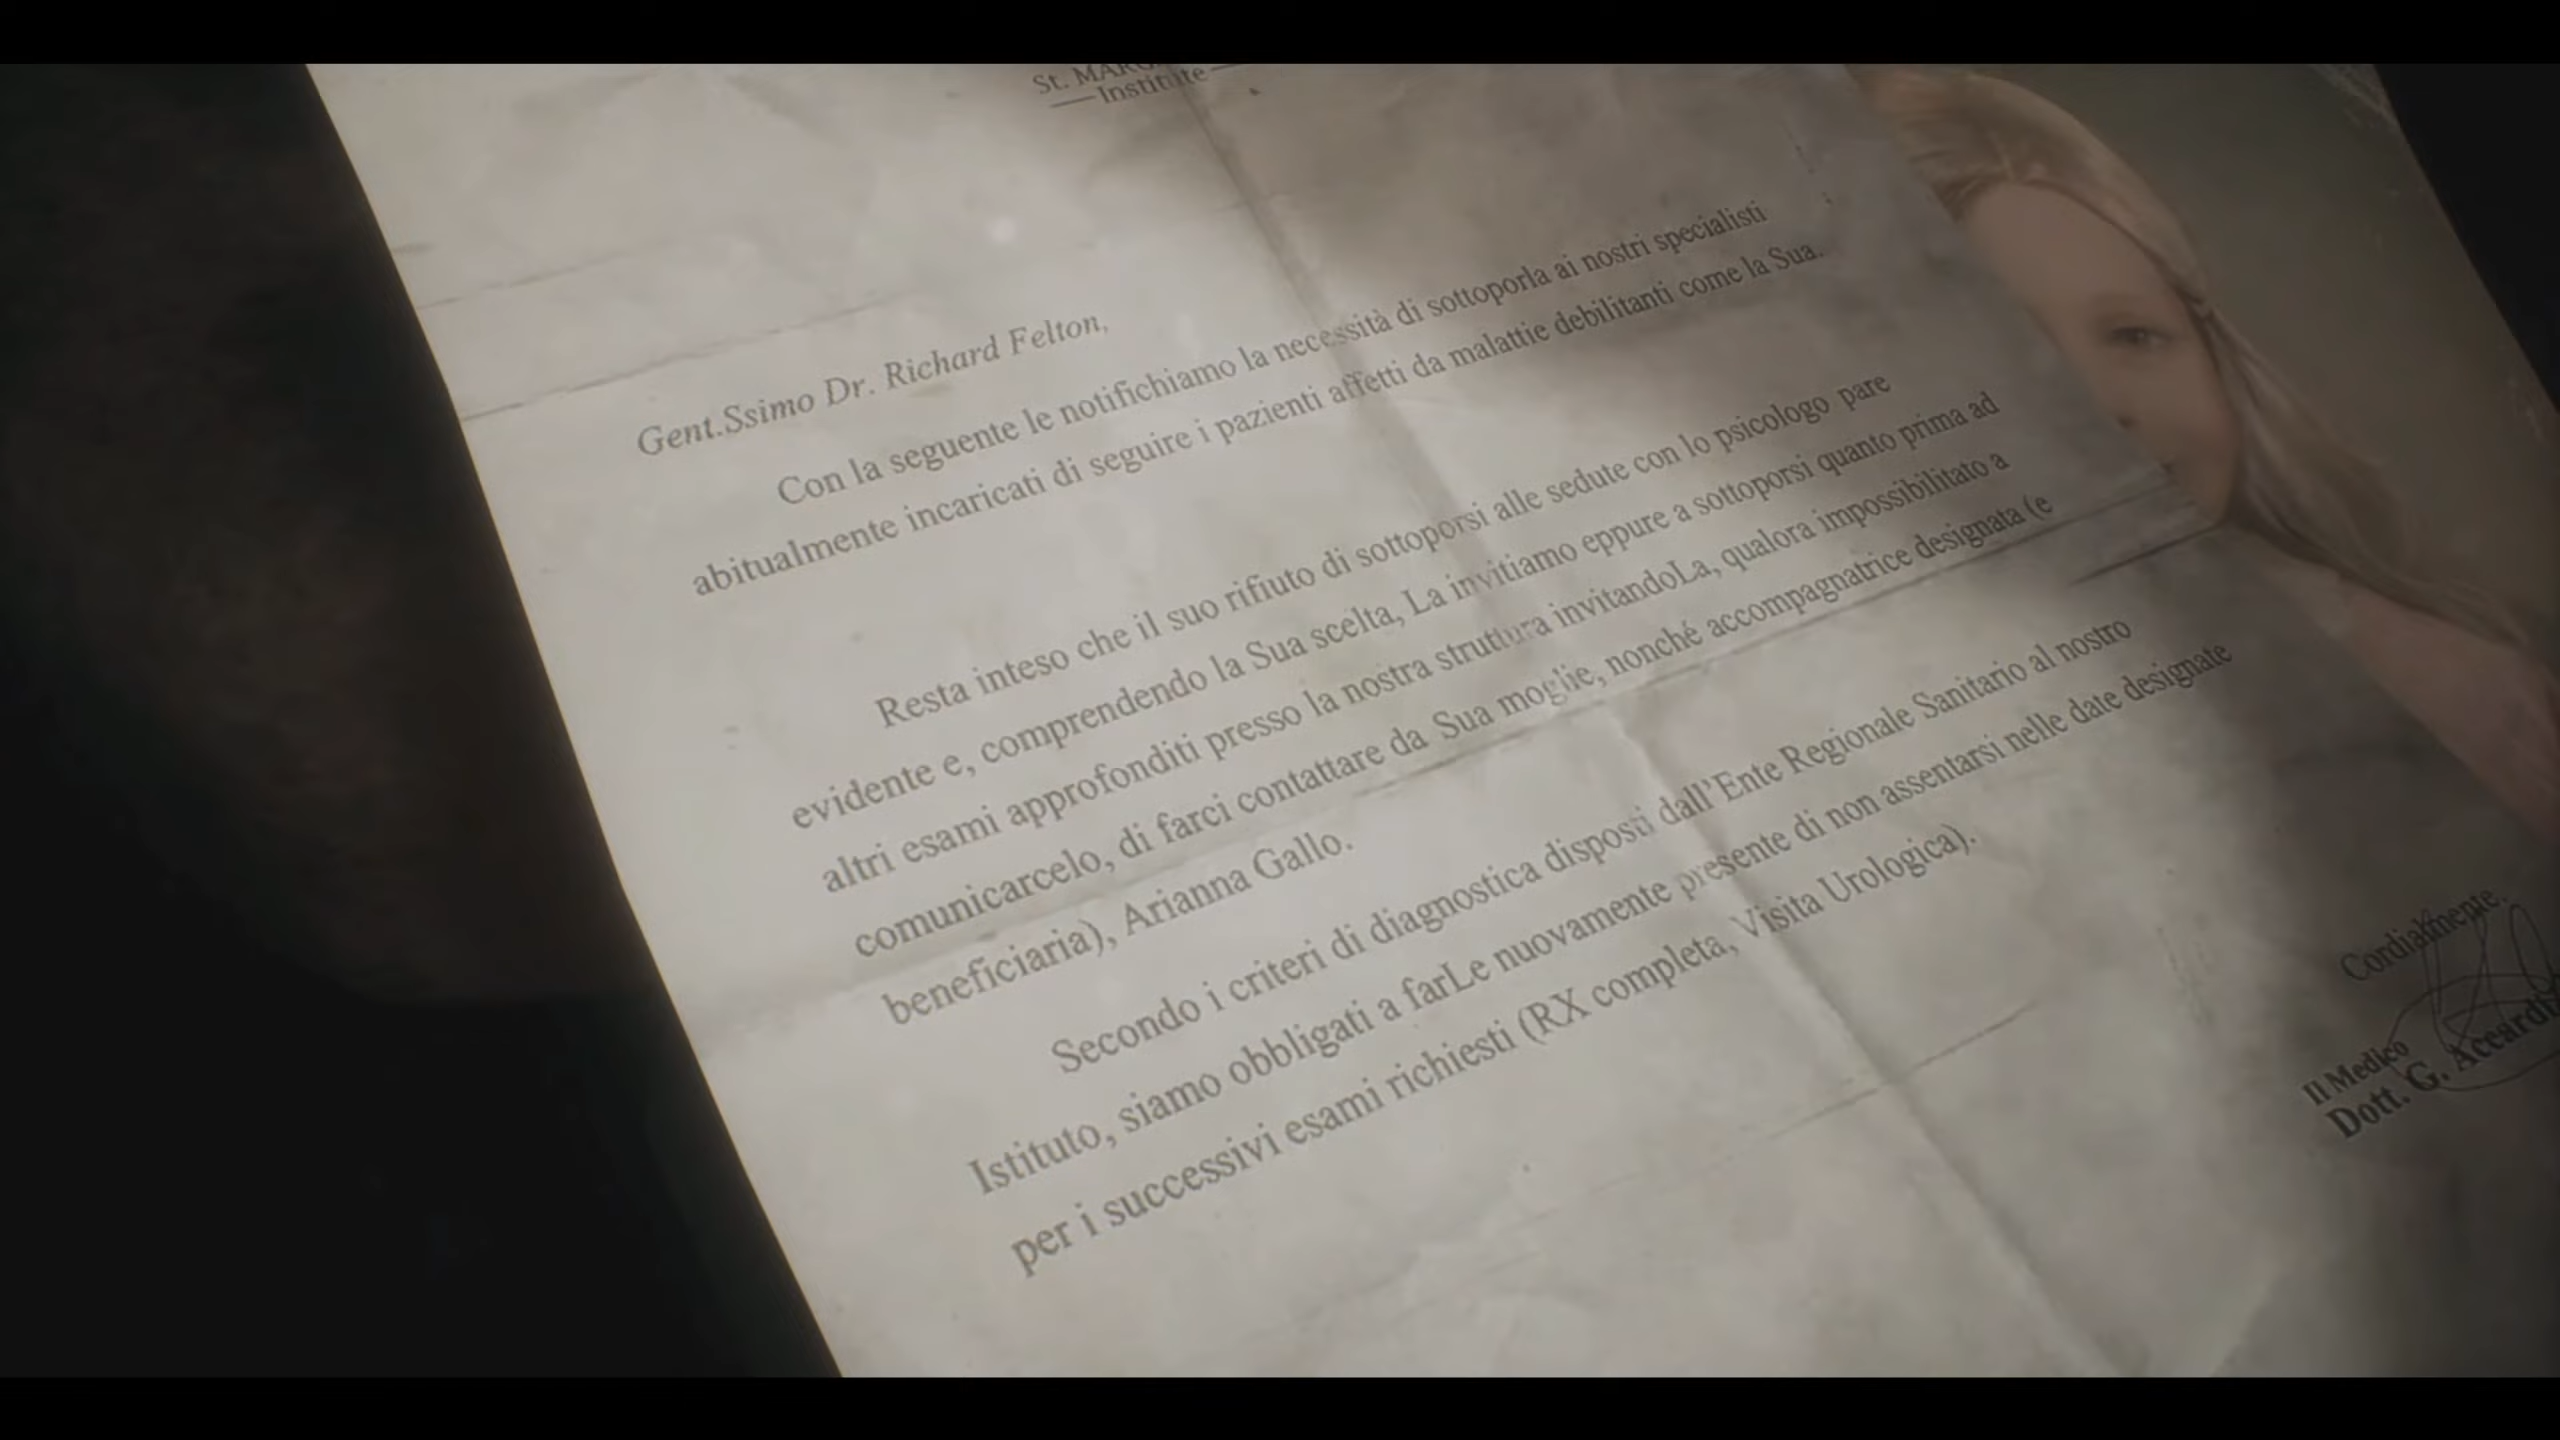 St. MARG
Institute
Gent.Ssimo Dr. Richard Felton,
Con la seguente le notifichiamo la necessità di sottoporla ai nostri specialisti
abitualmente incaricati di seguire i pazienti affetti da malattie debilitanti come la Sua.
Resta inteso che il suo rifiuto di sottoporsi alle sedute con lo psicologo pare
evidente e, comprendendo la Sua scelta, La invitiamo eppure a sottoporsi quanto prima ad
altri esami approfonditi presso la nostra struttura invitandoLa, qualora impossibilitato a
comunicarcelo, di farci contattare da Sua moglie, nonché accompagnatrice designata (e
beneficiaria), Arianna Gallo.
Secondo i criteri di diagnostica disposti dall'Ente Regionale Sanitario al nostro
Istituto, siamo obbligati a farLe nuovamente presente di non assentarsi nelle date designate
per i successivi esami richiesti (RX completa, Visita Urologica).
Cordialmente.
Il Medico
Dott. G.